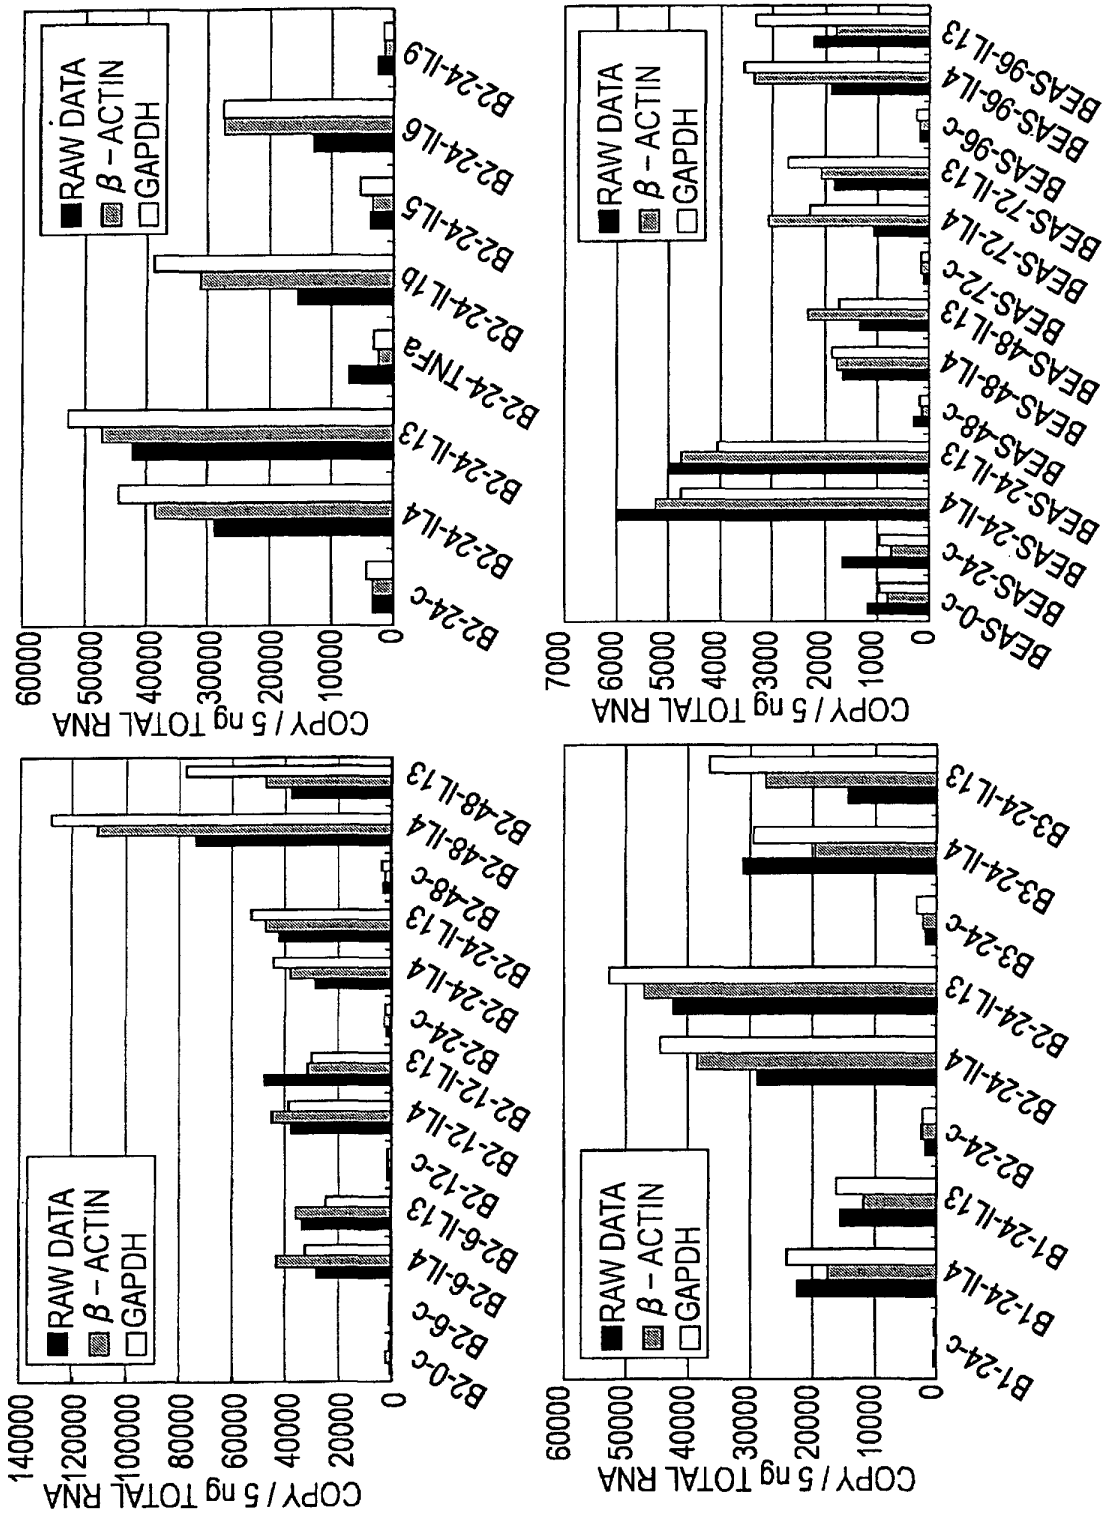 140000
120000
100000
80000
60000
40000
20000
0
COPY / 5 ng TOTAL RNA
RAW DATA
β – ACTIN
GAPDH
B2-0-c
B2-6-c
B2-6-IL4
B2-6-IL13
B2-12-c
B2-12-IL4
B2-12-IL13
B2-24-c
B2-24-IL4
B2-24-IL13
B2-48-c
B2-48-IL4
B2-48-IL13
60000
50000
40000
30000
20000
10000
0
COPY / 5 ng TOTAL RNA
RAW DATA
β – ACTIN
GAPDH
B2-24-c
B2-24-IL4
B2-24-IL13
B2-24-TNFa
B2-24-IL1b
B2-24-IL5
B2-24-IL6
B2-24-IL9
60000
50000
40000
30000
20000
10000
0
COPY / 5 ng TOTAL RNA
RAW DATA
β – ACTIN
GAPDH
B1-24-c
B1-24-IL4
B1-24-IL13
B2-24-c
B2-24-IL4
B2-24-IL13
B3-24-c
B3-24-IL4
B3-24-IL13
7000
6000
5000
4000
3000
2000
1000
0
COPY / 5 ng TOTAL RNA
RAW DATA
β – ACTIN
GAPDH
BEAS-0-c
BEAS-24-c
BEAS-24-IL4
BEAS-24-IL13
BEAS-48-c
BEAS-48-IL4
BEAS-48-IL13
BEAS-72-c
BEAS-72-IL4
BEAS-72-IL13
BEAS-96-c
BEAS-96-IL4
BEAS-96-IL13